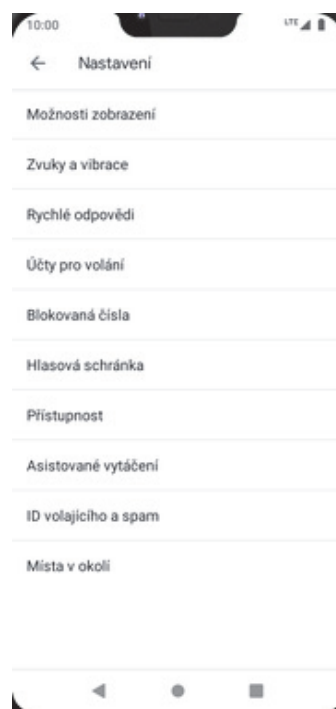 10:00
LTE
Nastavení
Možnosti zobrazení
Zvuky a vibrace
Rychlé odpovědi
Účty pro volání
Blokovaná čísla
Hlasová schránka
Přístupnost
Asistované vytáčení
ID volajícího a spam
Místa v okolí